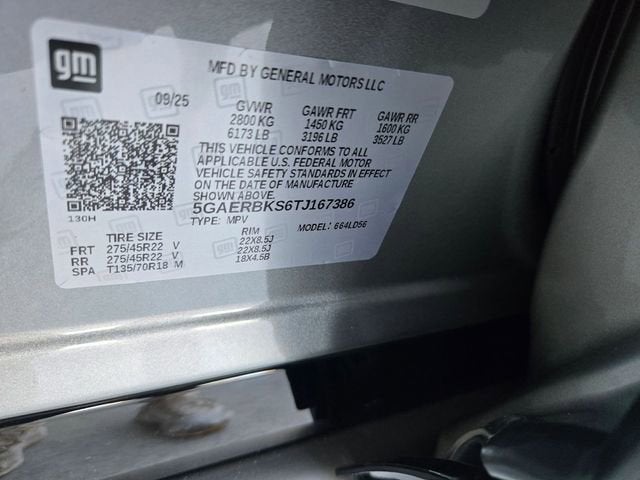 gm
MFD BY GENERAL MOTORS LLC
09/25
GVWR GAWR FRT GAWR RR
2800 KG 1450 KG 1600 KG
6173 LB 3196 LB 3527 LB
THIS VEHICLE CONFORMS TO ALL
APPLICABLE U.S. FEDERAL MOTOR
VEHICLE SAFETY STANDARDS IN EFFECT
ON THE DATE OF MANUFACTURE
SHOWN ABOVE.
5GAERBKS6TJ167386
130H
TYPE: MPV MODEL: 664LD56
TIRE SIZE RIM
FRT 275/45R22 V 22X8.5J
RR 275/45R22 V 22X8.5J
SPA T135/70R18 M 18X4.5B